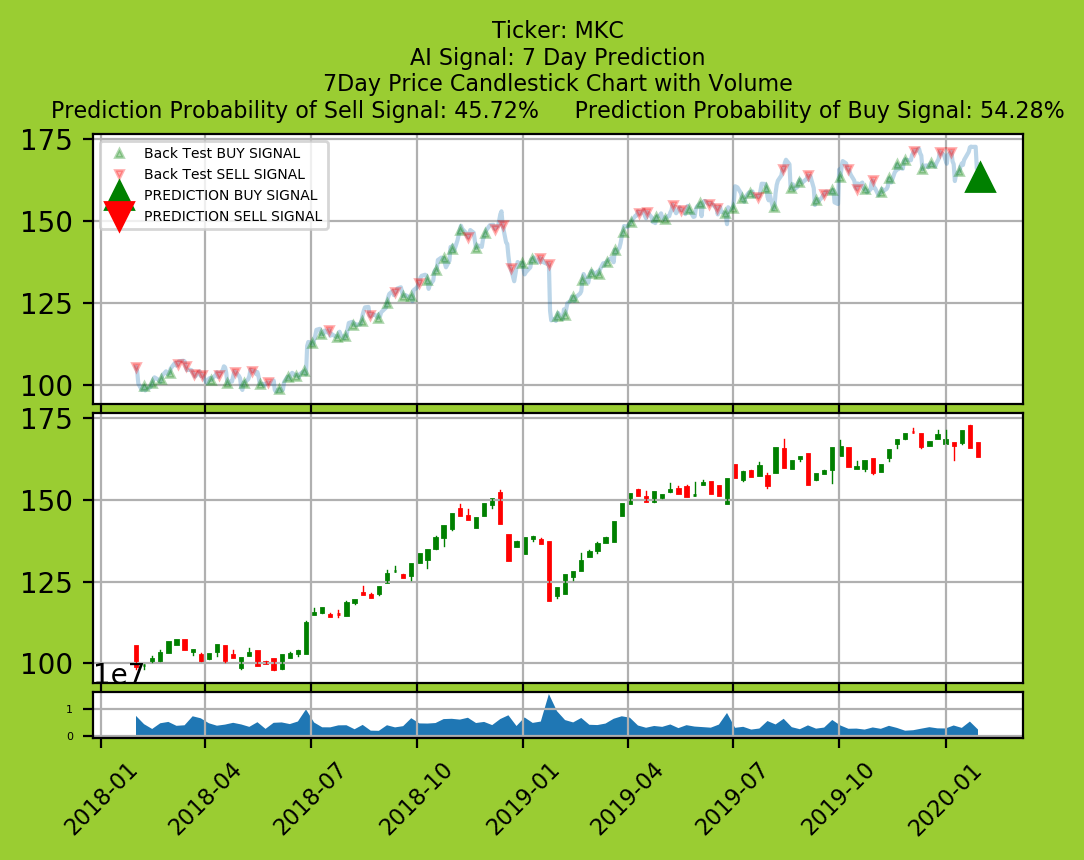 Ticker: MKC
AI Signal: 7 Day Prediction
7Day Price Candlestick Chart with Volume
Prediction Probability of Sell Signal: 45.72% Prediction Probability of Buy Signal: 54.28%
175
150
125
100
Back Test BUY SIGNAL
Back Test SELL SIGNAL
PREDICTION BUY SIGNAL
PREDICTION SELL SIGNAL
175
150
125
100
1e7
1
0
2018-01 2018-04 2018-07 2018-10 2019-01 2019-04 2019-07 2019-10 2020-01